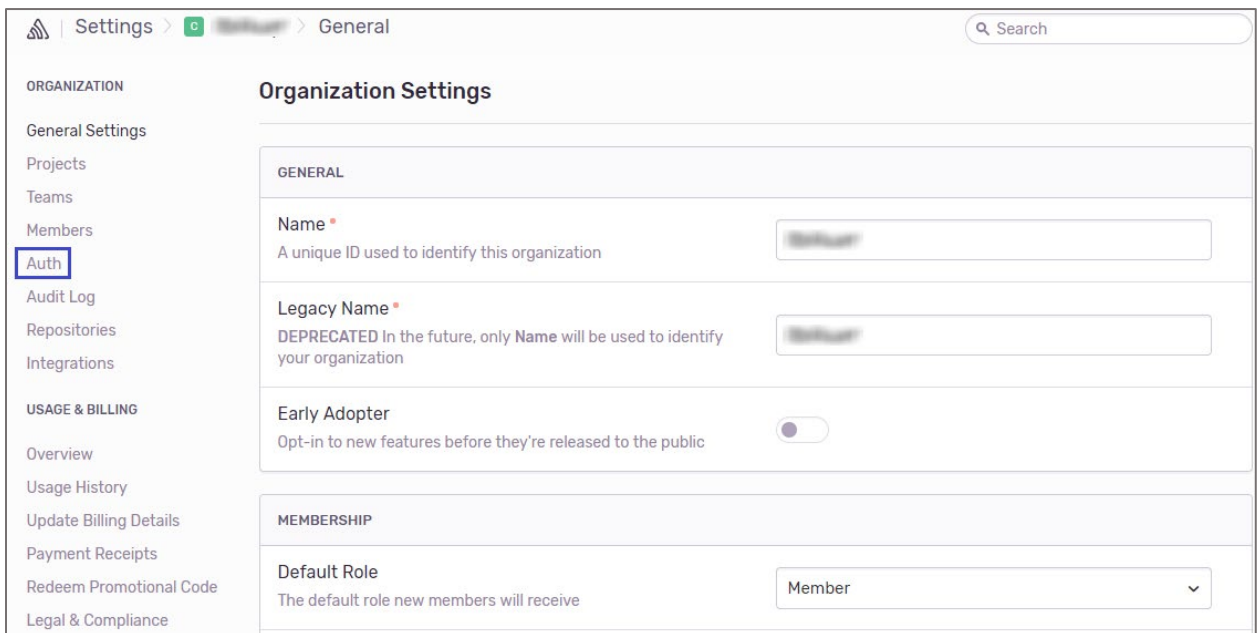 Settings > C > General
Search
ORGANIZATION
General Settings
Projects
Teams
Members
Auth
Audit Log
Repositories
Integrations
USAGE & BILLING
Overview
Usage History
Update Billing Details
Payment Receipts
Redeem Promotional Code
Legal & Compliance
Organization Settings
GENERAL
Name *
A unique ID used to identify this organization
Legacy Name *
DEPRECATED In the future, only Name will be used to identify
your organization
Early Adopter
Opt-in to new features before they're released to the public
MEMBERSHIP
Default Role
The default role new members will receive
Member